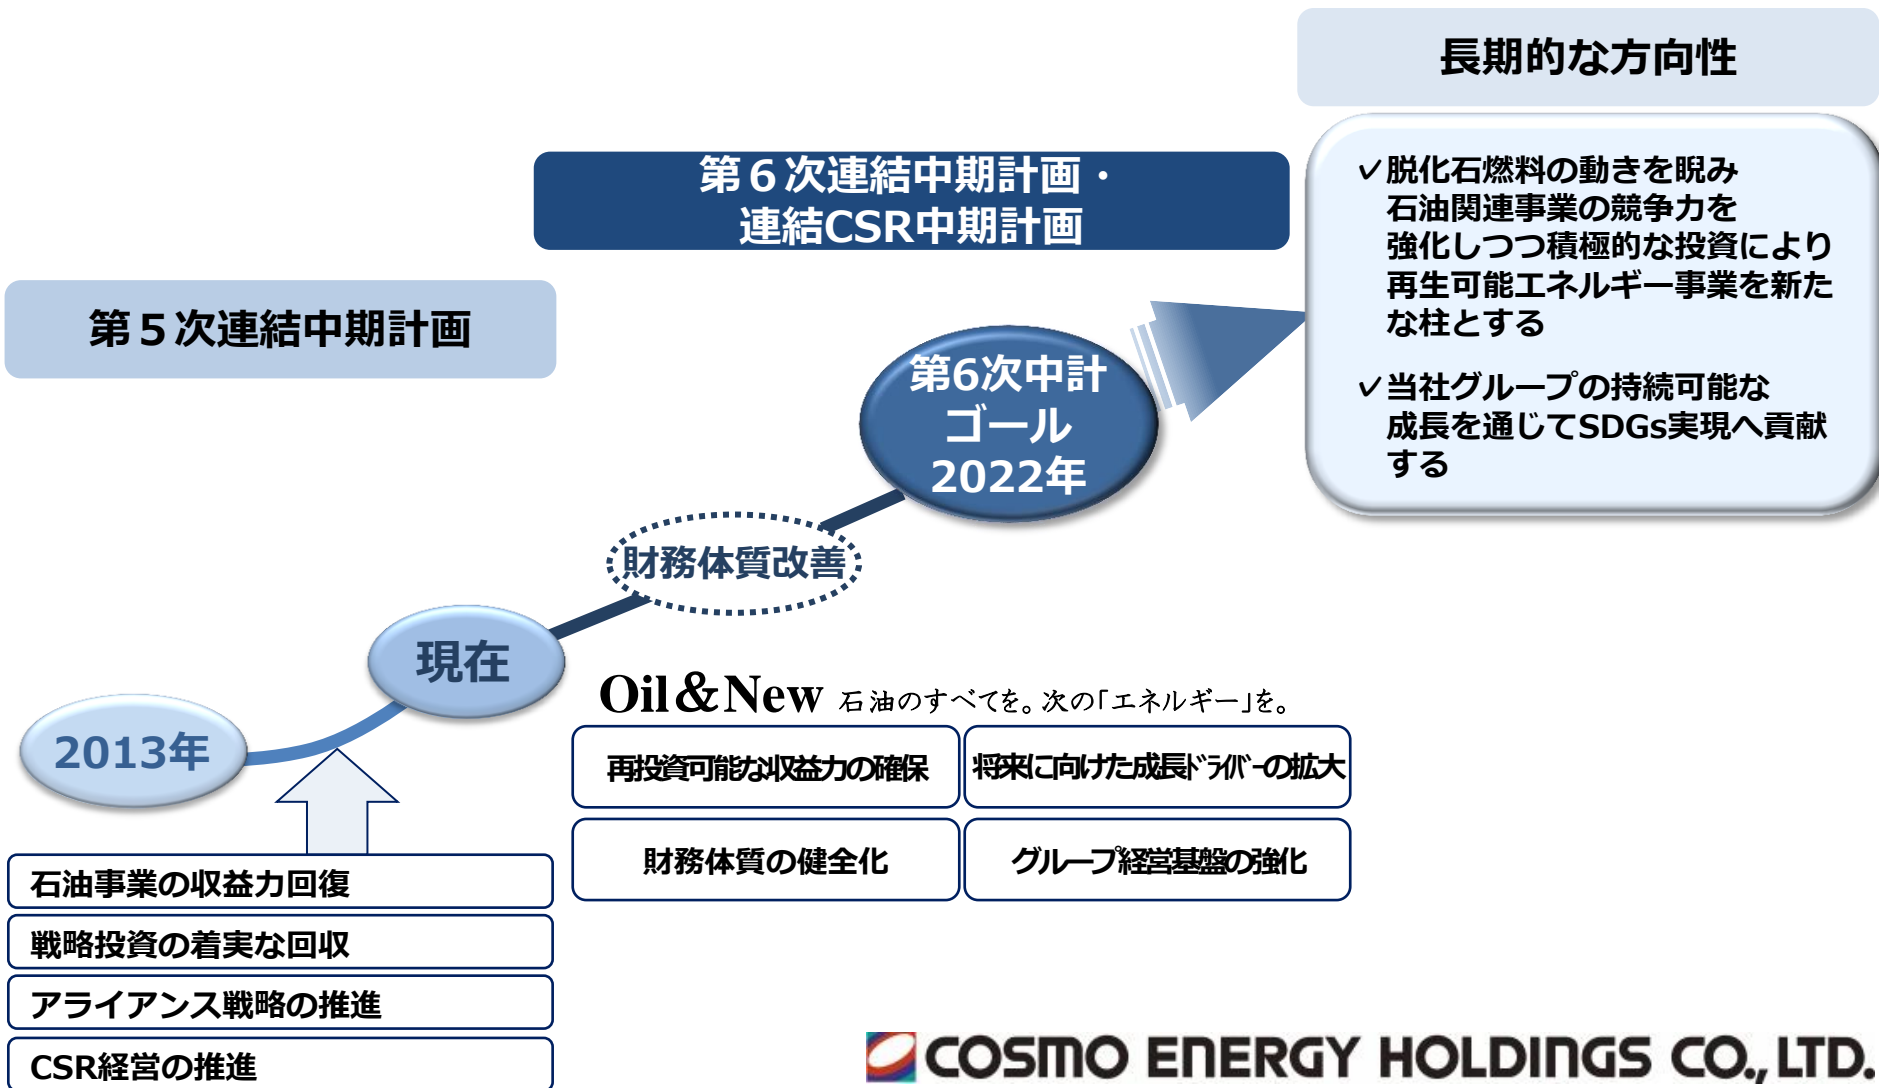 長期的な方向性
✓脱化石燃料の動きを睨み
石油関連事業の競争力を
強化しつつ積極的な投資により
再生可能エネルギー事業を新た
な柱とする
✓当社グループの持続可能な
成長を通じてSDGs実現へ貢献
する
第６次連結中期計画・
連結CSR中期計画
第５次連結中期計画
第6次中計
ゴール
2022年
財務体質改善
現在
2013年
Oil&New 石油のすべてを。次の「エネルギー」を。
再投資可能な収益力の確保
将来に向けた成長ﾄﾞﾗｲﾊﾞｰの拡大
財務体質の健全化
グループ経営基盤の強化
石油事業の収益力回復
戦略投資の着実な回収
アライアンス戦略の推進
CSR経営の推進
COSMO ENERGY HOLDINGS CO., LTD.